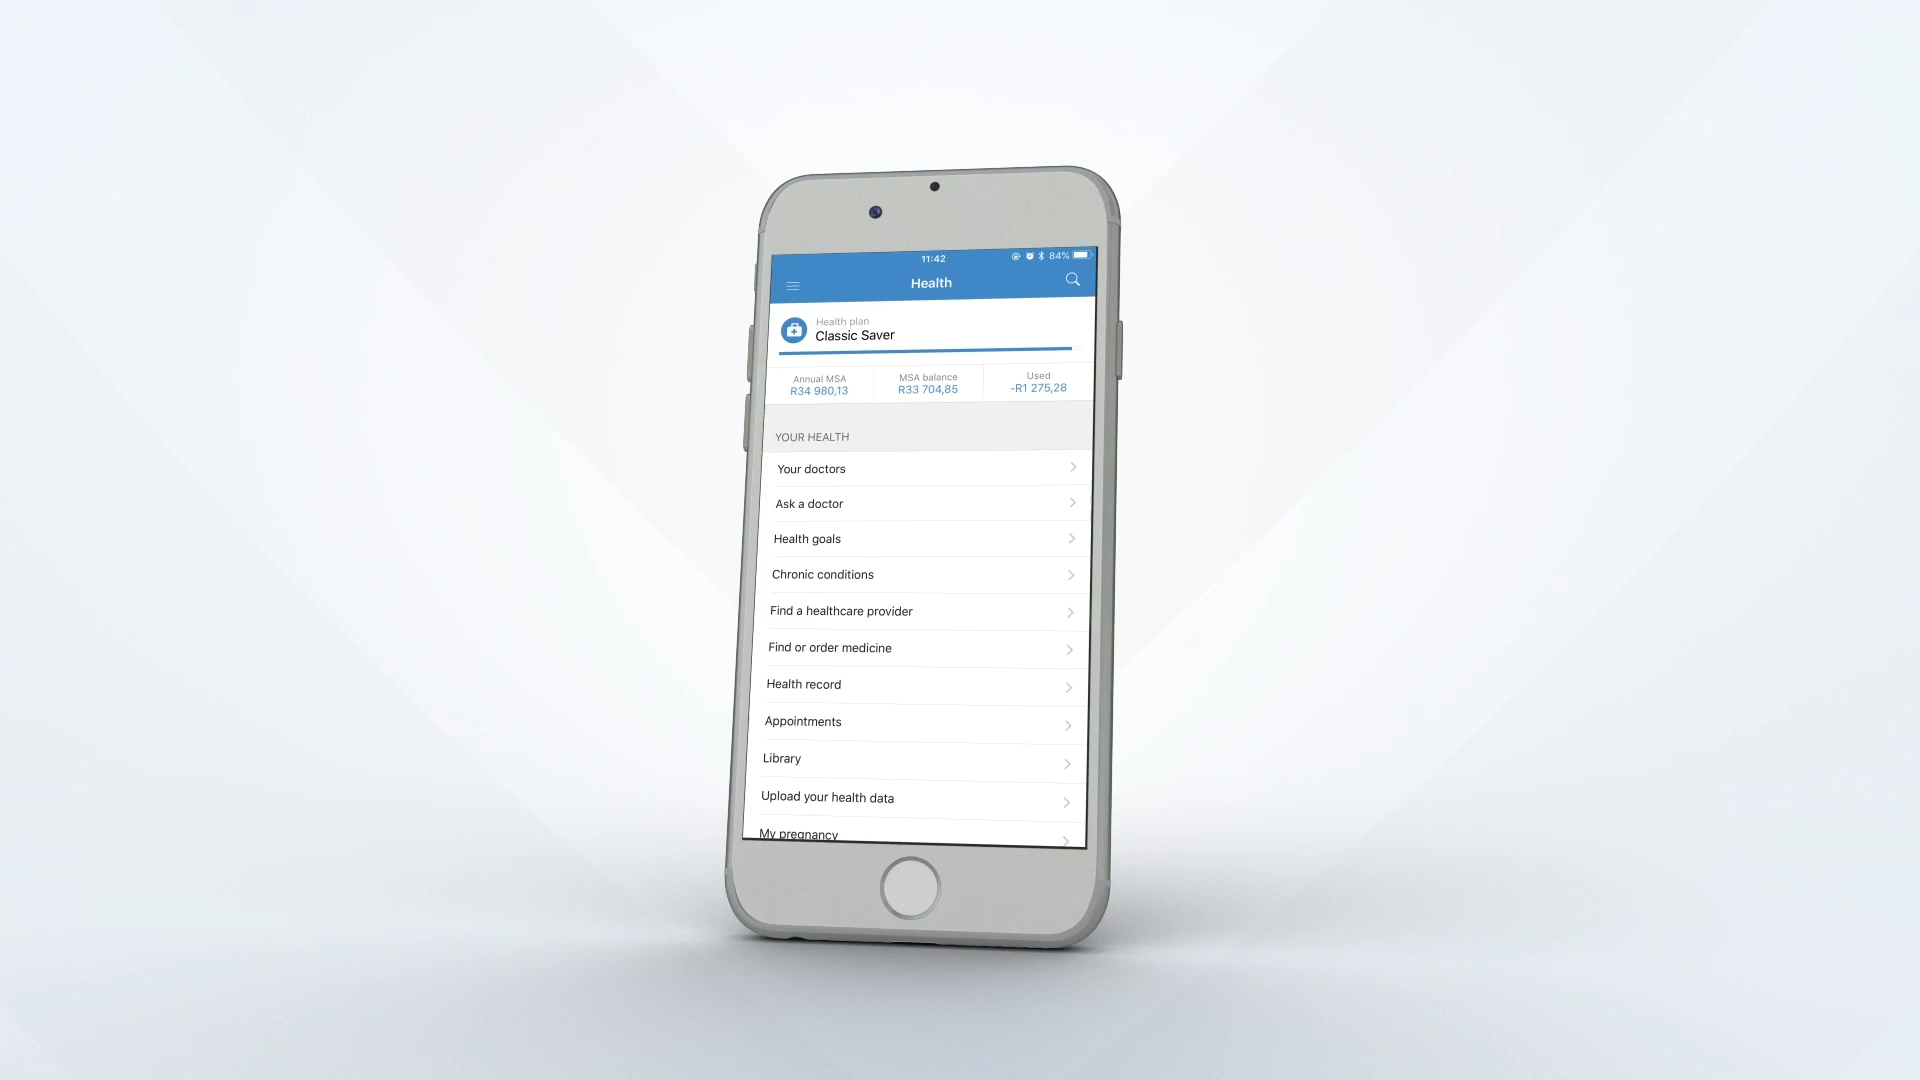 11:42
84%
Health
Health plan
Classic Saver
Annual MSA
MSA balance
Used
R34 980,13
R33 704,85
-R1 275,28
YOUR HEALTH
Your doctors
Ask a doctor
Health goals
Chronic conditions
Find a healthcare provider
Find or order medicine
Health record
Appointments
Library
Upload your health data
My pregnancy